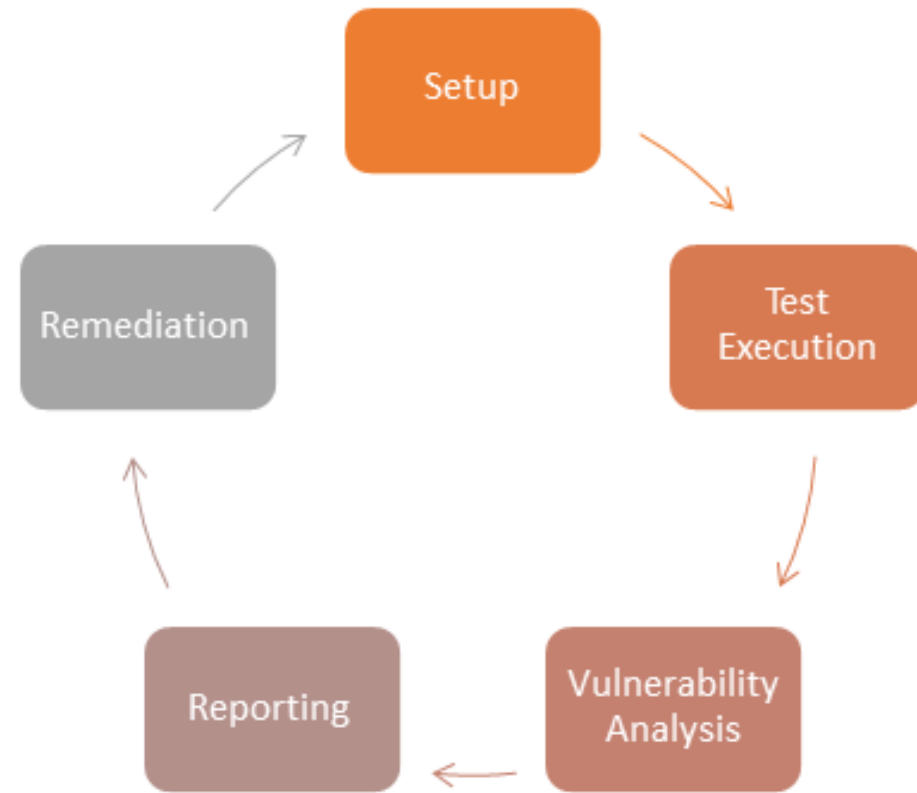 Setup
Test
Execution
Vulnerability
Analysis
Reporting
Remediation